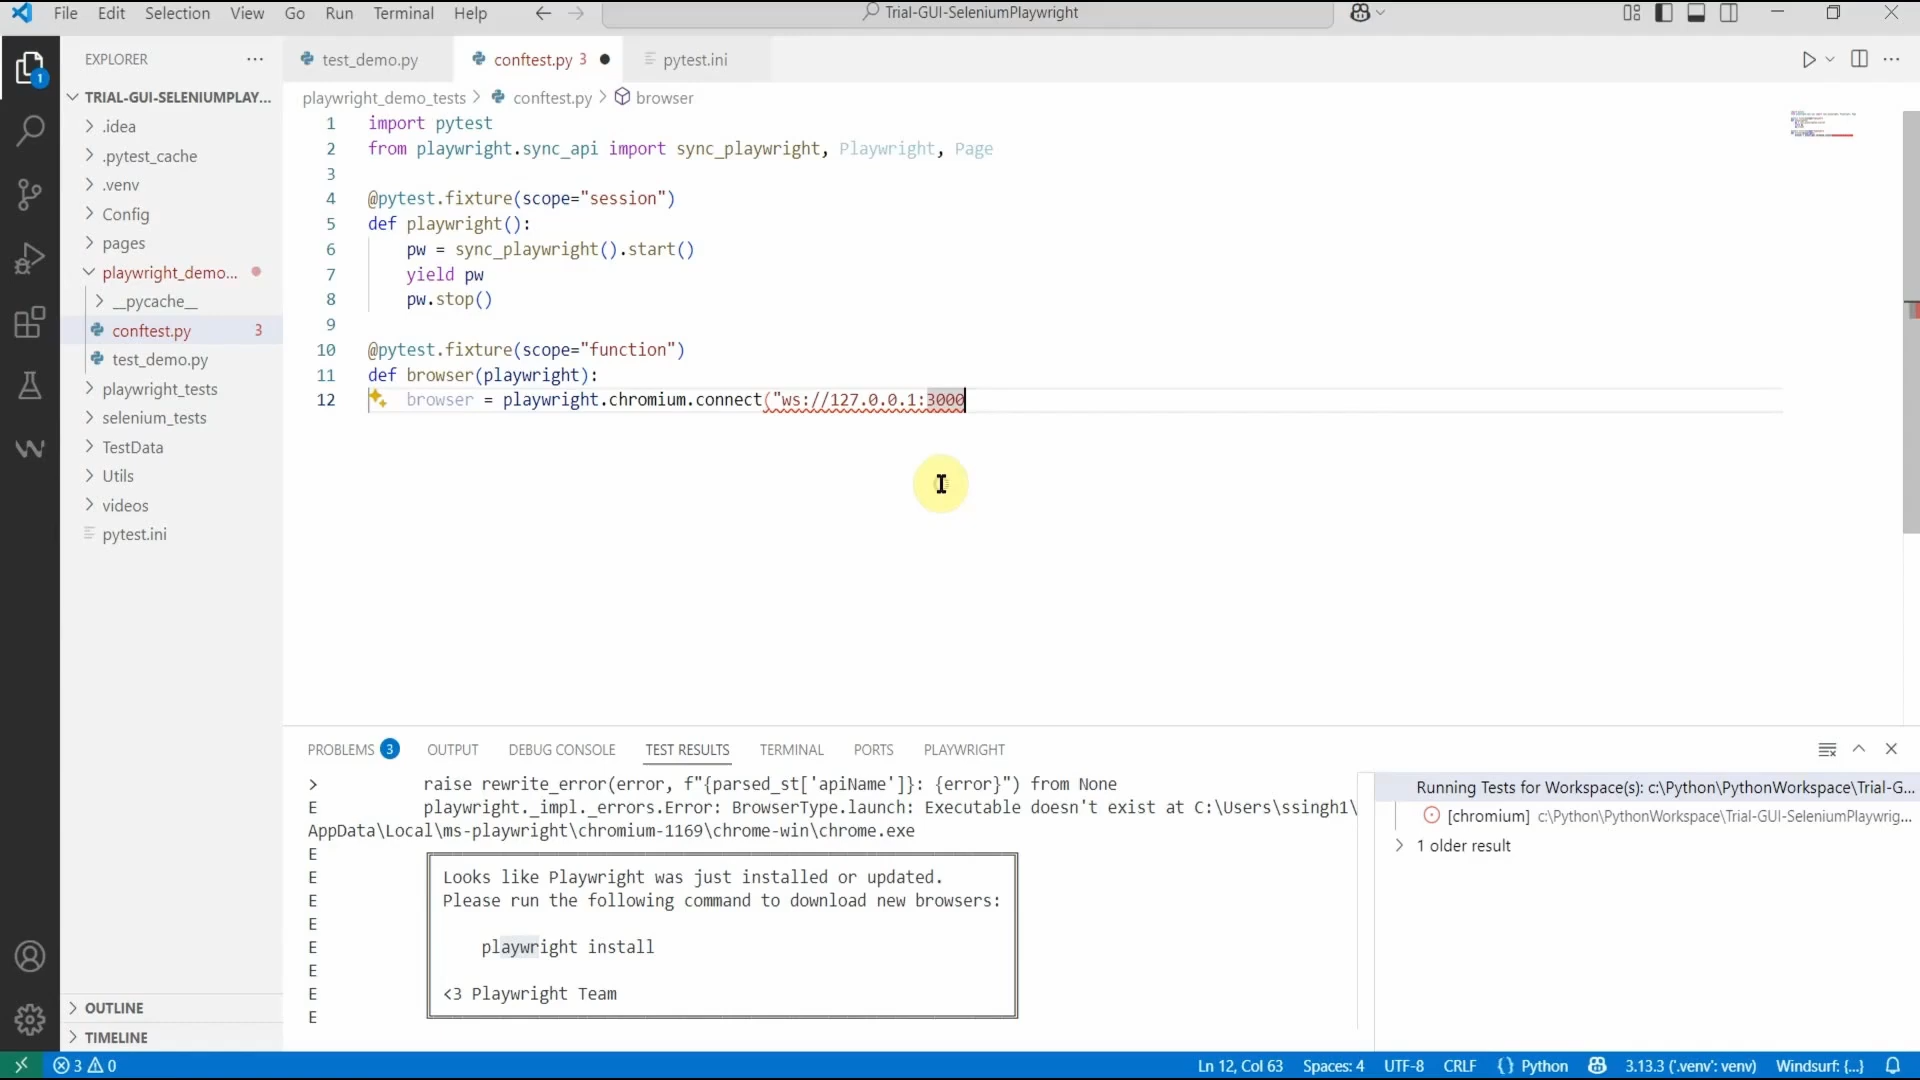 File Edit Selection View Go Run Terminal Help
Trial-GUI-SeleniumPlaywright
EXPLORER
1
TRIAL-GUI-SELENIUMPLAY...
.idea
.pytest_cache
.venv
Config
pages
playwright_demo...
__pycache__
conftest.py 3
test_demo.py
playwright_tests
selenium_tests
TestData
Utils
videos
pytest.ini
OUTLINE
TIMELINE
test_demo.py
conftest.py 3
pytest.ini
playwright_demo_tests > conftest.py > browser
1 import pytest
2 from playwright.sync_api import sync_playwright, Playwright, Page
3
4 @pytest.fixture(scope="session")
5 def playwright():
6 pw = sync_playwright().start()
7 yield pw
8 pw.stop()
9
10 @pytest.fixture(scope="function")
11 def browser(playwright):
12 browser = playwright.chromium.connect("ws://127.0.0.1:3000
PROBLEMS 3 OUTPUT DEBUG CONSOLE TEST RESULTS TERMINAL PORTS PLAYWRIGHT
> raise rewrite_error(error, f"{parsed_st['apiName']}: {error}") from None
E playwright._impl._errors.Error: BrowserType.launch: Executable doesn't exist at C:\Users\ssingh1\
AppData\Local\ms-playwright\chromium-1169\chrome-win\chrome.exe
E
E Looks like Playwright was just installed or updated.
E Please run the following command to download new browsers:
E
E playwright install
E
E <3 Playwright Team
E
Running Tests for Workspace(s): c:\Python\PythonWorkspace\Trial-G...
[chromium] c:\Python\PythonWorkspace\Trial-GUI-SeleniumPlaywrig...
1 older result
3 0
Ln 12, Col 63 Spaces: 4 UTF-8 CRLF {} Python 3.13.3 ('.venv': venv) Windsurf: {...}